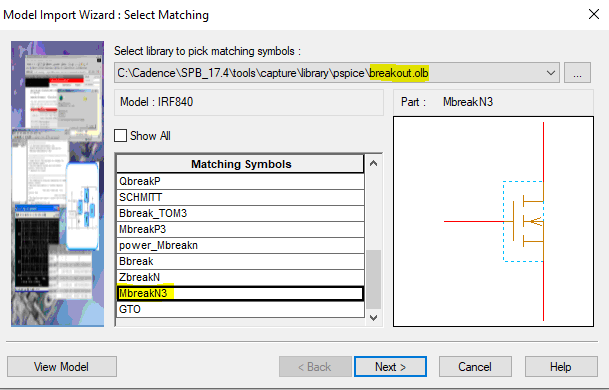 Model Import Wizard : Select Matching
Select library to pick matching symbols :
C:\Cadence\SPB_17.4\tools\capture\library\pspice\breakout.olb
...
Model : IRF840
Part : MbreakN3
Show All
Matching Symbols
QbreakP
SCHMITT
Bbreak_TOM3
MbreakP3
power_Mbreakn
Bbreak
ZbreakN
MbreakN3
GTO
View Model
< Back
Next >
Cancel
Help